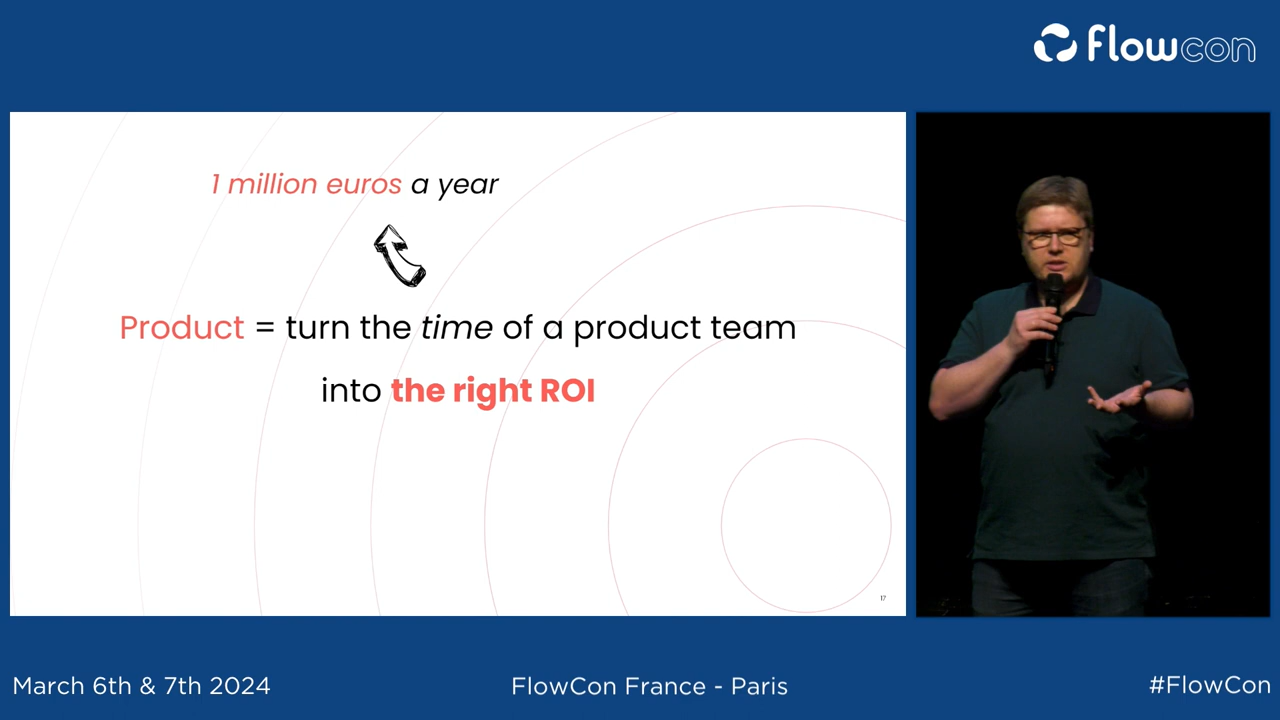 flowcon
1 million euros a year
Product = turn the time of a product team
into the right ROI
17
March 6th & 7th 2024
FlowCon France - Paris
#FlowCon